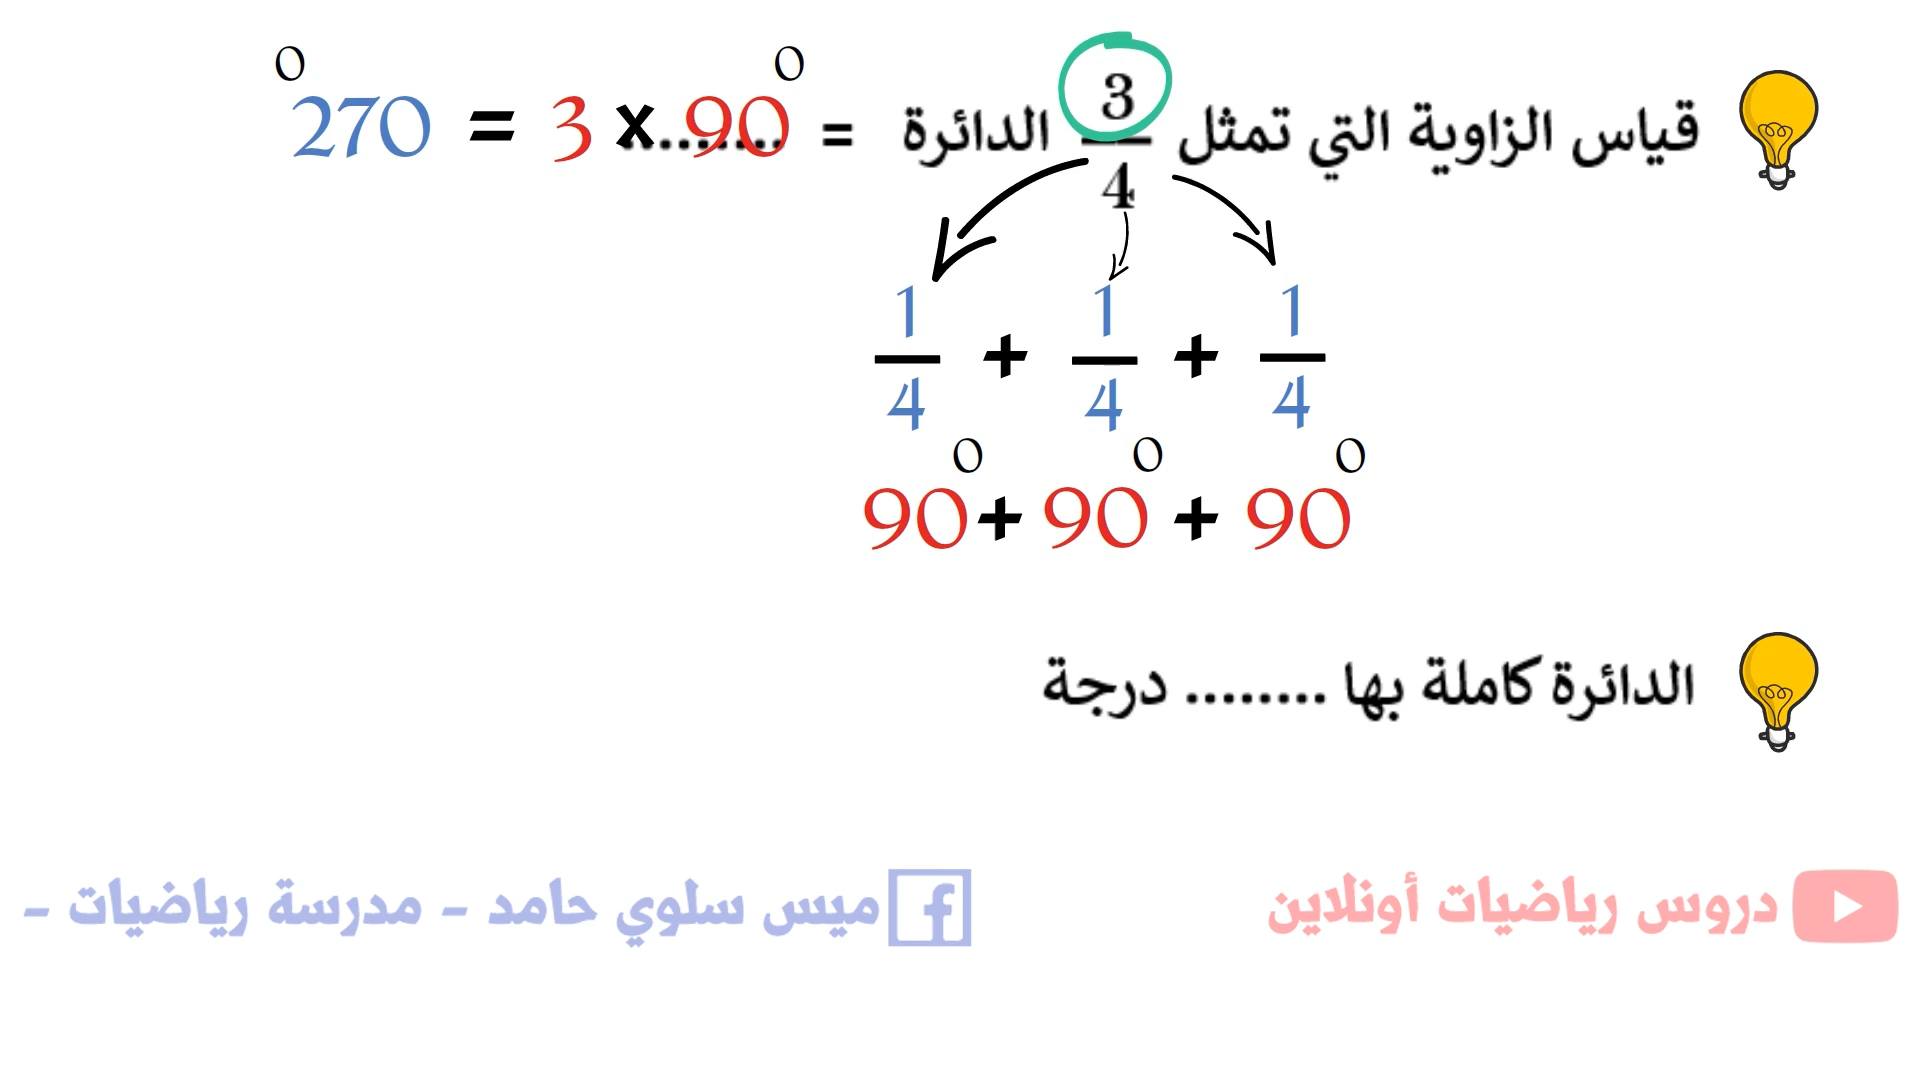 قياس الزاوية التي تمثل 3/4 الدائرة = 90° x 3 = 270°
1/4 + 1/4 + 1/4
90° + 90° + 90°
الدائرة كاملة بها ........ درجة
دروس رياضيات أونلاين
ميس سلوي حامد - مدرسة رياضيات -